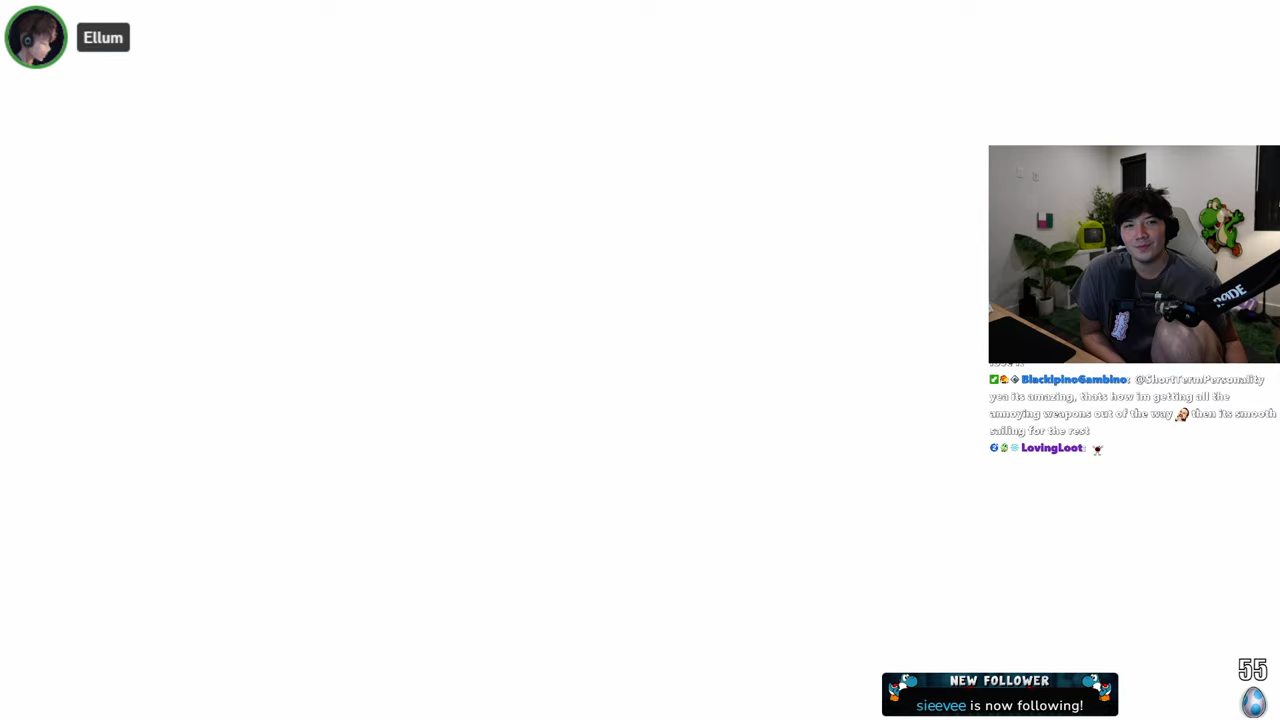 Ellum
RØDE
BlackipinoGambino: @ShortTermPersonality
yea its amazing, thats how im getting all the
annoying weapons out of the way then its smooth
sailing for the rest
LovingLoot:
55
NEW FOLLOWER
sieevee is now following!